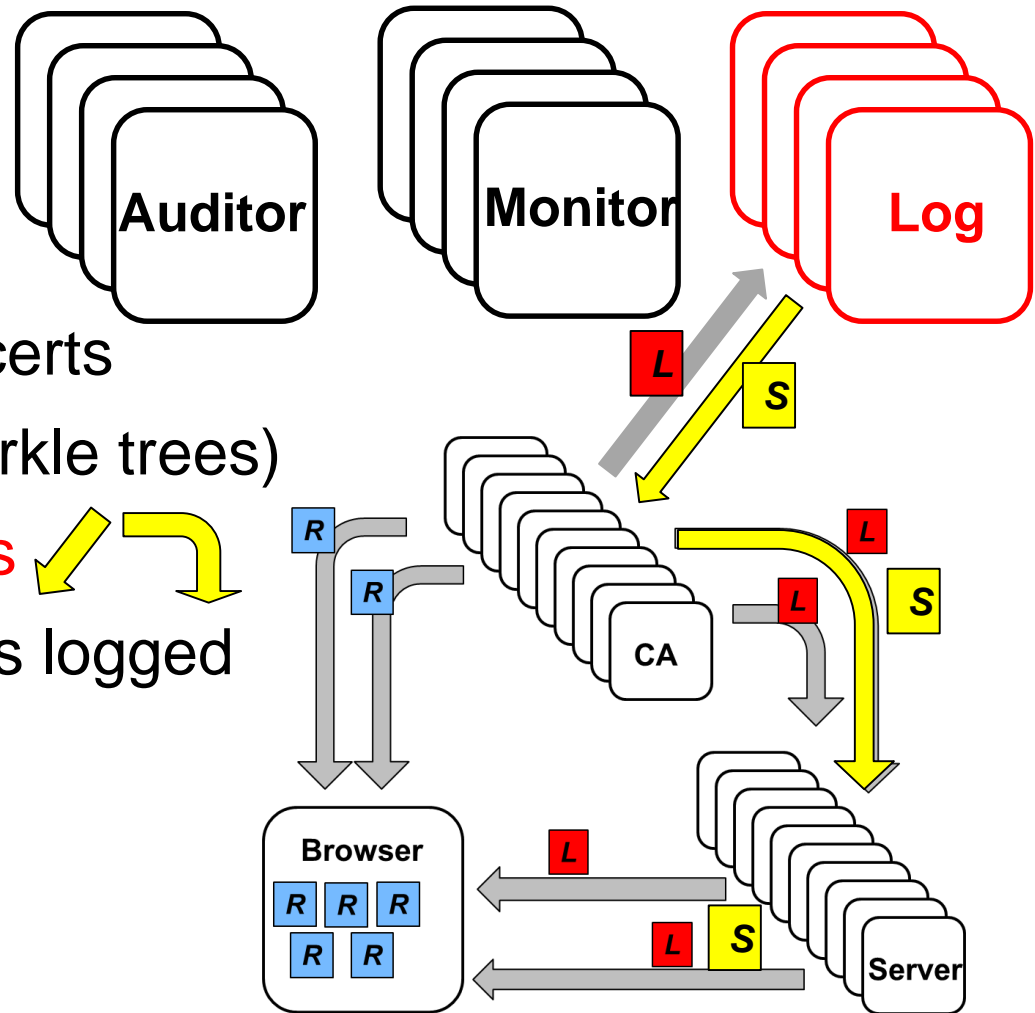 Auditor
Monitor
Log
certs
L
S
rkle trees)
R
L
s
R
L
S
s logged
CA
Browser
L
R R R
L S
R R
Server